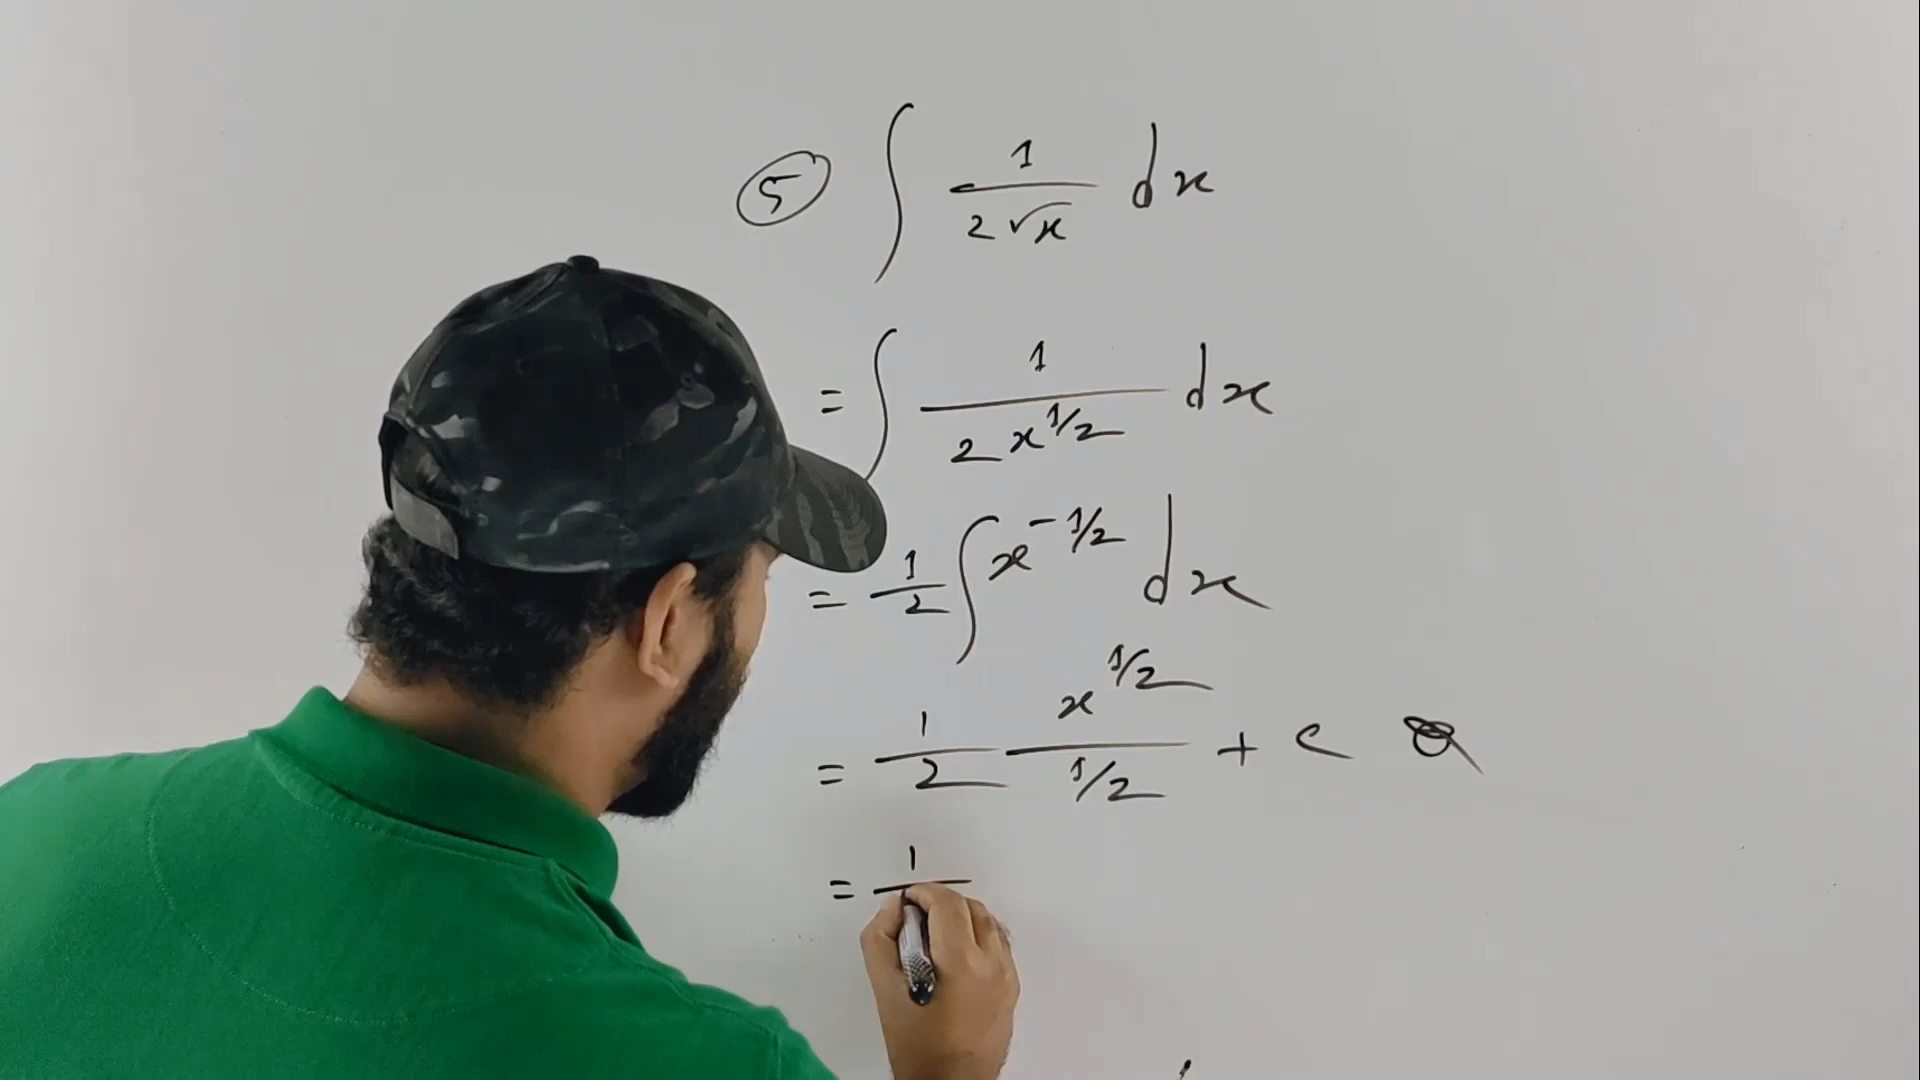 ⑤ ∫ 1/(2√x) dx
= ∫ 1/(2 x^(1/2)) dx
= 1/2 ∫ x^(-1/2) dx
= 1/2 x^(1/2)/(1/2) + c
= 1